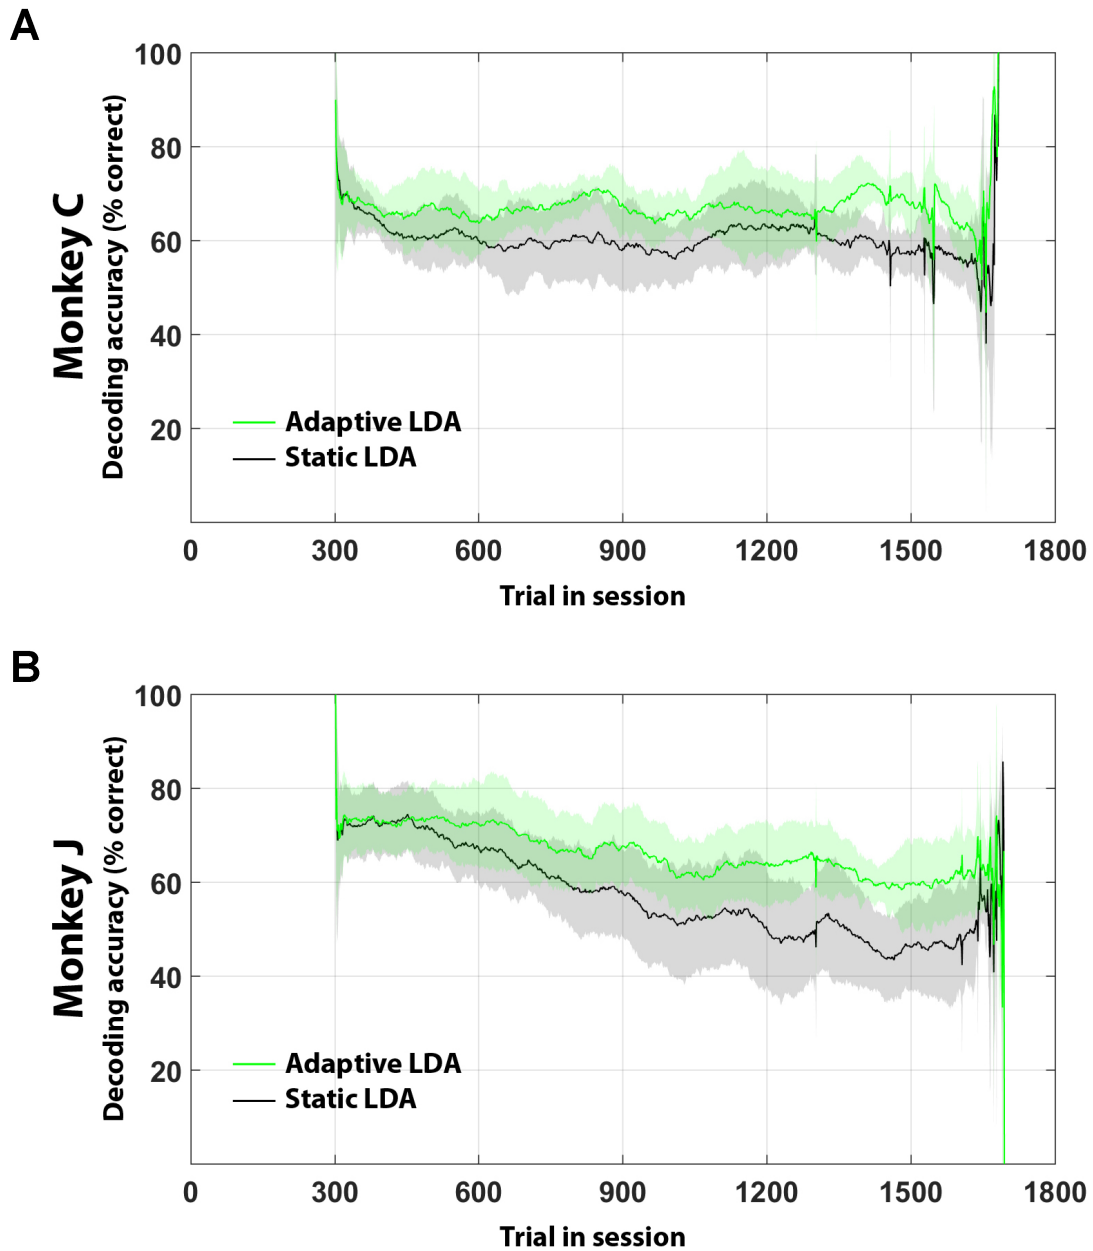 A
Monkey C
Decoding accuracy (% correct)
100
80
60
40
20
Adaptive LDA
Static LDA
0 300 600 900 1200 1500 1800
Trial in session
B
Monkey J
Decoding accuracy (% correct)
100
80
60
40
20
Adaptive LDA
Static LDA
0 300 600 900 1200 1500 1800
Trial in session